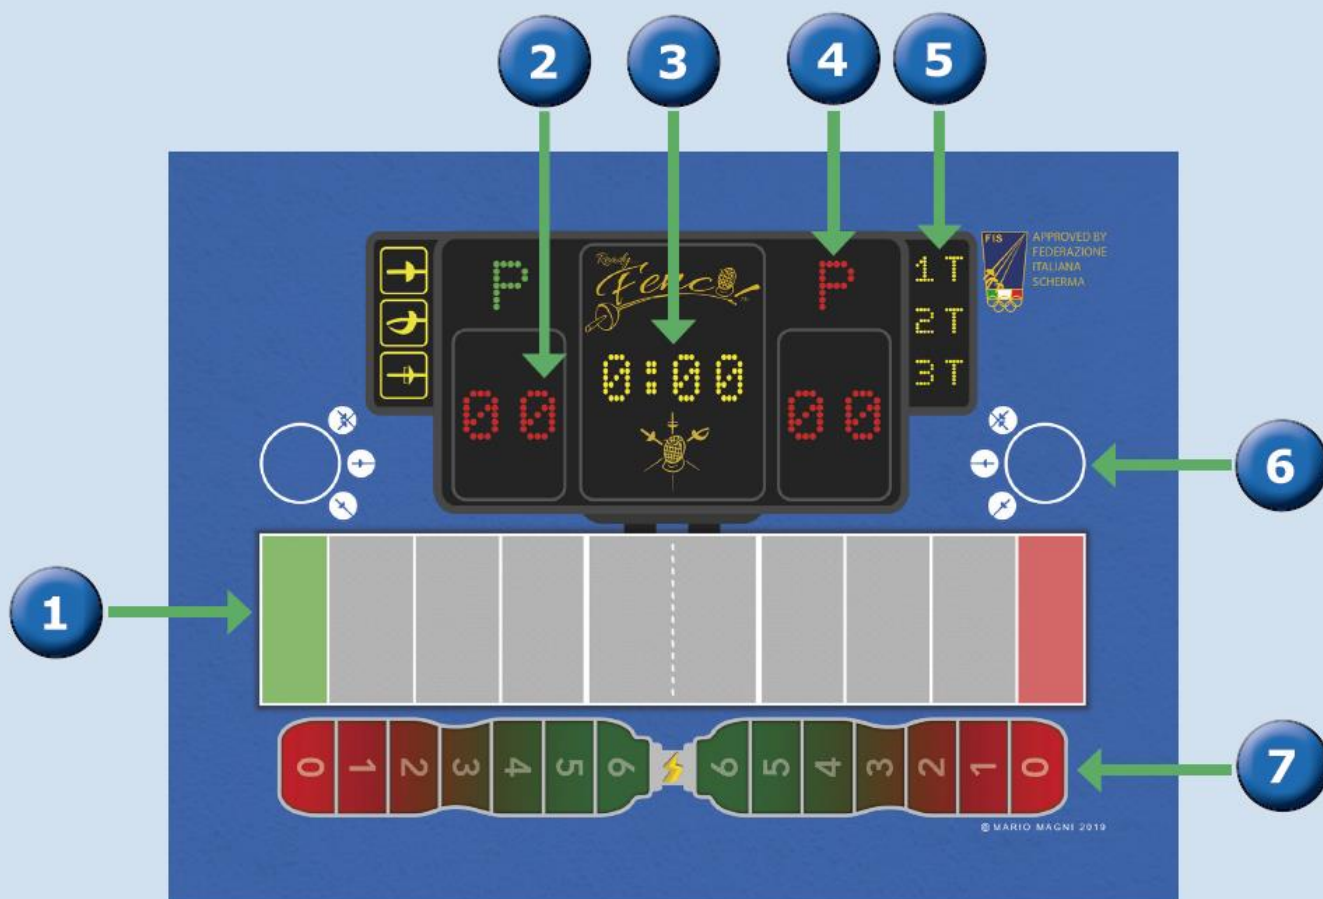 2
3
4
5
P
Ready
Fence!
P
1T
2T
3T
FIS
APPROVED BY
FEDERAZIONE
ITALIANA
SCHERMA
00
0:00
00
6
1
0 1 2 3 4 5 6
6 5 4 3 2 1 0
7
© MARIO MAGNI 2019